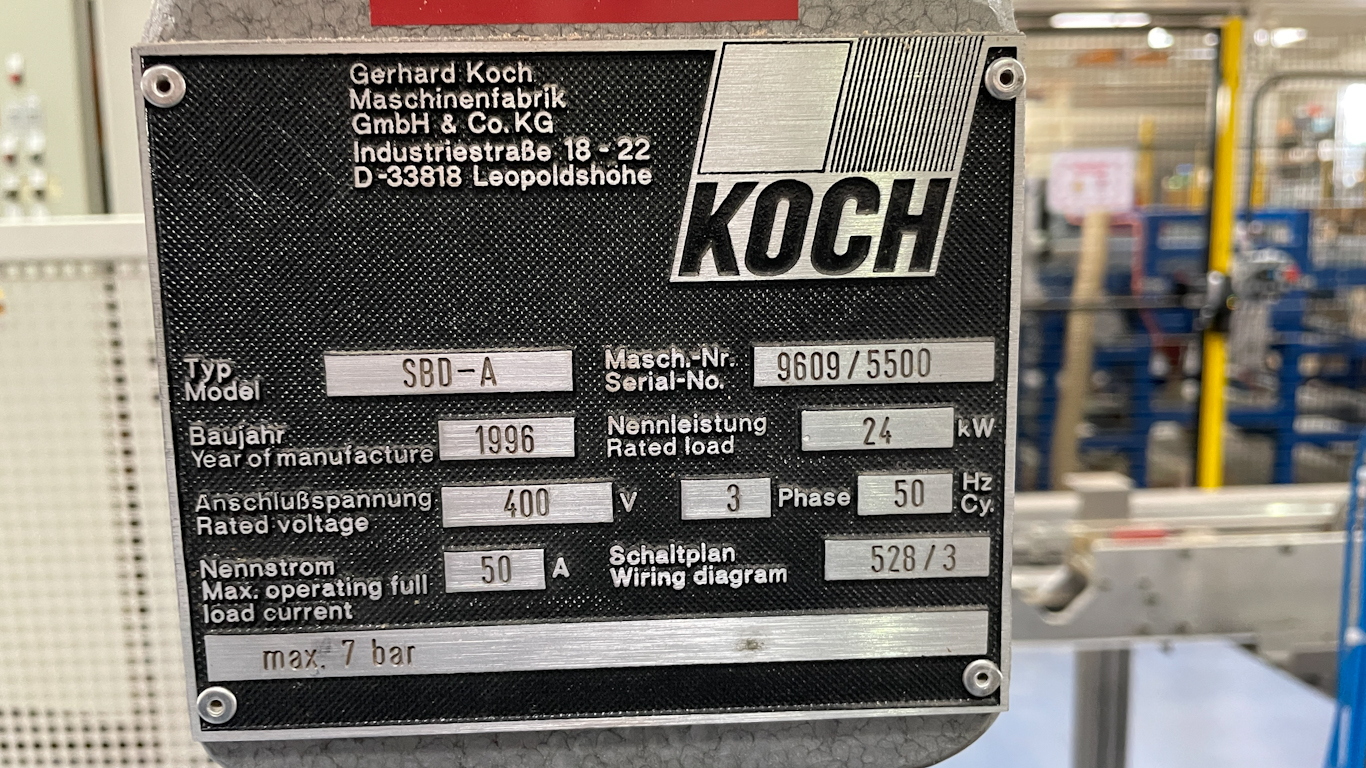 Gerhard Koch
Maschinenfabrik
GmbH & Co.KG
Industriestraße 18-22
D-33818 Leopoldshöhe
KOCH
Typ
Model
SBD-A
Masch.-Nr.
Serial-No.
9609/5500
Baujahr
Year of manufacture
1996
Nennleistung
Rated load
24
kW
Anschlußspannung
Rated voltage
400
V
3
Phase
50
Hz
Cy.
Nennstrom
Max. operating full
load current
50
A
Schaltplan
Wiring diagram
528/3
max. 7 bar